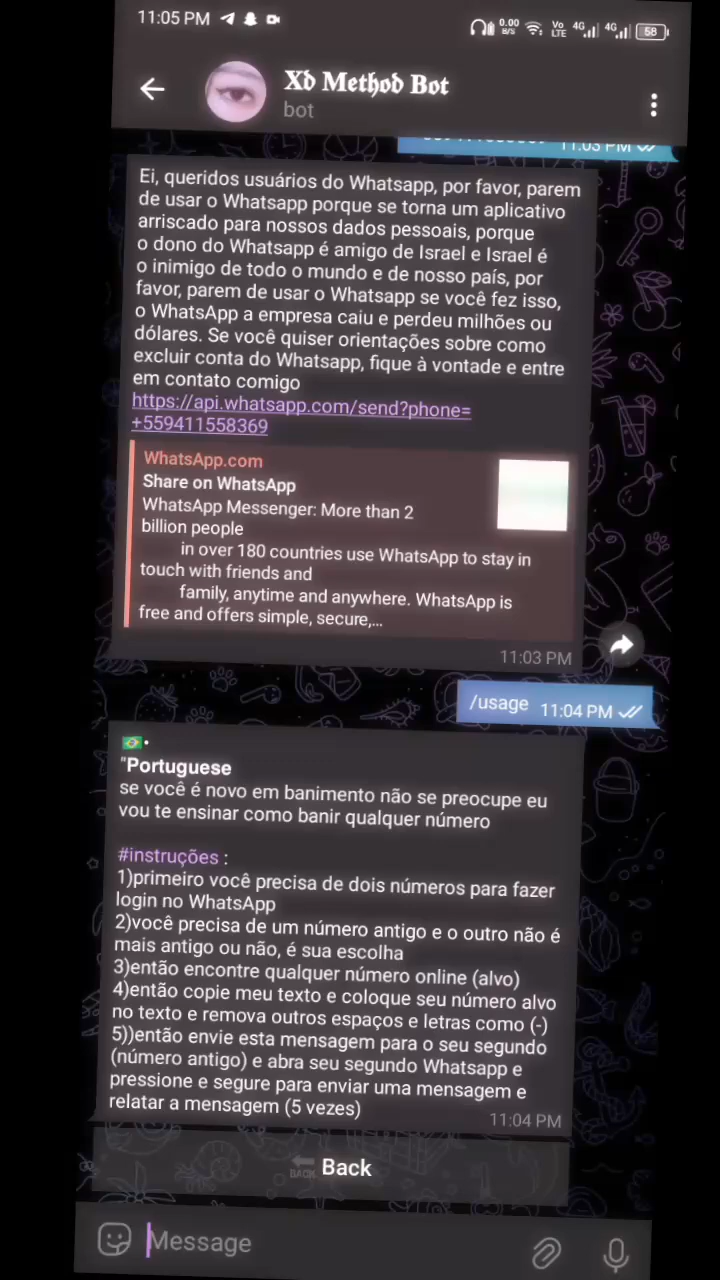 11:05 PM
0.00 B/S Vo LTE 4G 4G 58
Xd Method Bot
bot
11:03 PM
Ei, queridos usuários do Whatsapp, por favor, parem
de usar o Whatsapp porque se torna um aplicativo
arriscado para nossos dados pessoais, porque
o dono do Whatsapp é amigo de Israel e Israel é
o inimigo de todo o mundo e de nosso país, por
favor, parem de usar o Whatsapp se você fez isso,
o WhatsApp a empresa caiu e perdeu milhões ou
dólares. Se você quiser orientações sobre como
excluir conta do Whatsapp, fique à vontade e entre
em contato comigo
https://api.whatsapp.com/send?phone=
+559411558369
WhatsApp.com
Share on WhatsApp
WhatsApp Messenger: More than 2
billion people
in over 180 countries use WhatsApp to stay in
touch with friends and
family, anytime and anywhere. WhatsApp is
free and offers simple, secure,...
11:03 PM
/usage 11:04 PM
🇧🇷•
"Portuguese
se você é novo em banimento não se preocupe eu
vou te ensinar como banir qualquer número
#instruções :
1)primeiro você precisa de dois números para fazer
login no WhatsApp
2)você precisa de um número antigo e o outro não é
mais antigo ou não, é sua escolha
3)então encontre qualquer número online (alvo)
4)então copie meu texto e coloque seu número alvo
no texto e remova outros espaços e letras como (-)
5))então envie esta mensagem para o seu segundo
(número antigo) e abra seu segundo Whatsapp e
pressione e segure para enviar uma mensagem e
relatar a mensagem (5 vezes)
11:04 PM
BACK Back
Message